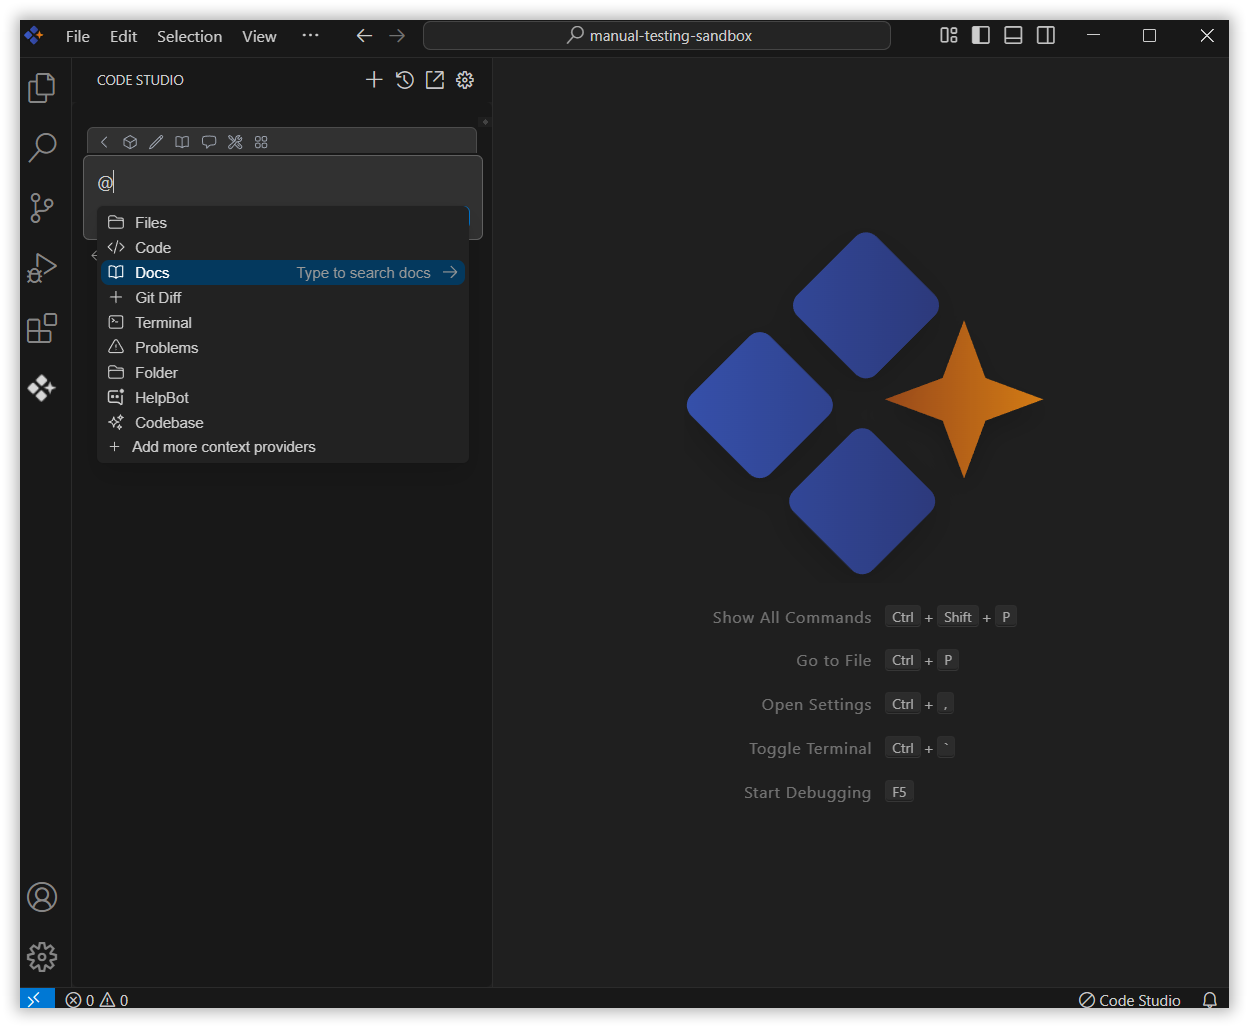 File Edit Selection View ··· manual-testing-sandbox
CODE STUDIO
@
Files
Code
Docs Type to search docs
Git Diff
Terminal
Problems
Folder
HelpBot
Codebase
+ Add more context providers
Show All Commands Ctrl + Shift + P
Go to File Ctrl + P
Open Settings Ctrl + ,
Toggle Terminal Ctrl + `
Start Debugging F5
0 0 Code Studio